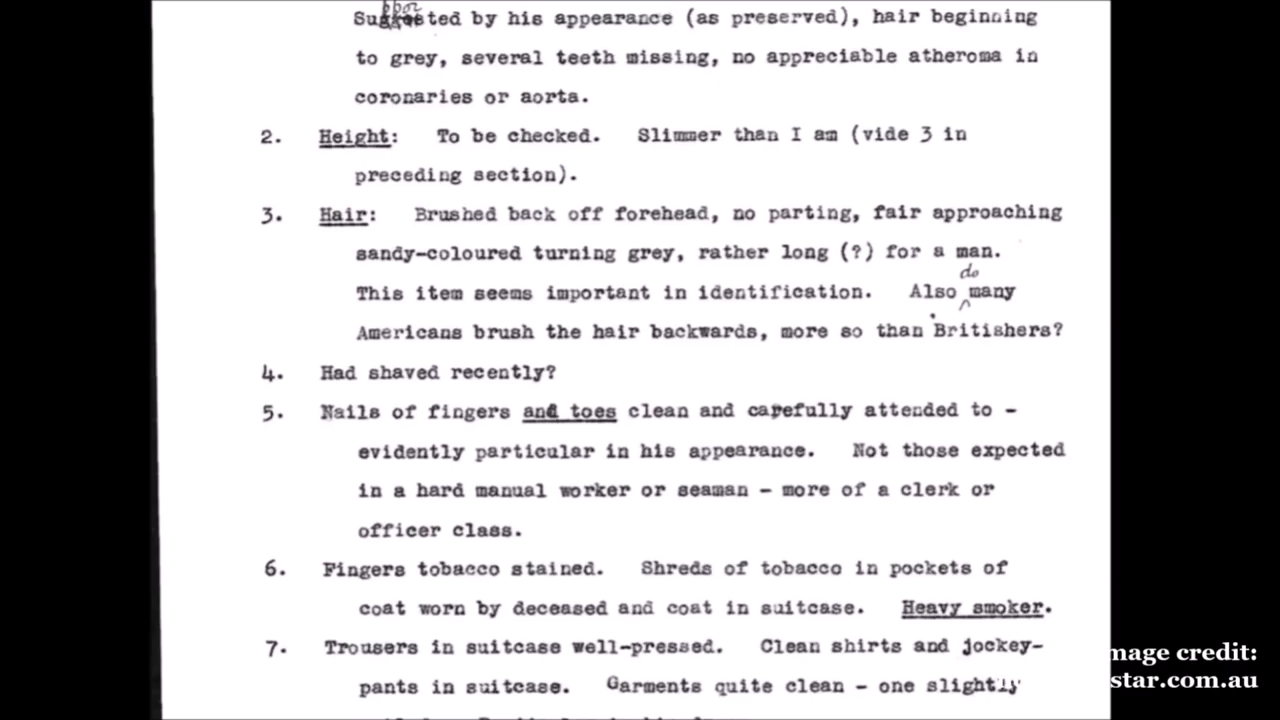 Suggested by his appearance (as preserved), hair beginning
to grey, several teeth missing, no appreciable atheroma in
coronaries or aorta.
2. Height: To be checked. Slimmer than I am (vide 3 in
preceding section).
3. Hair: Brushed back off forehead, no parting, fair approaching
sandy-coloured turning grey, rather long (?) for a man.
This item seems important in identification. Also do many
Americans brush the hair backwards, more so than Britishers?
4. Had shaved recently?
5. Nails of fingers and toes clean and carefully attended to -
evidently particular in his appearance. Not those expected
in a hard manual worker or seaman - more of a clerk or
officer class.
6. Fingers tobacco stained. Shreds of tobacco in pockets of
coat worn by deceased and coat in suitcase. Heavy smoker.
7. Trousers in suitcase well-pressed. Clean shirts and jockey-
pants in suitcase. Garments quite clean - one slightly
mage credit:
star.com.au